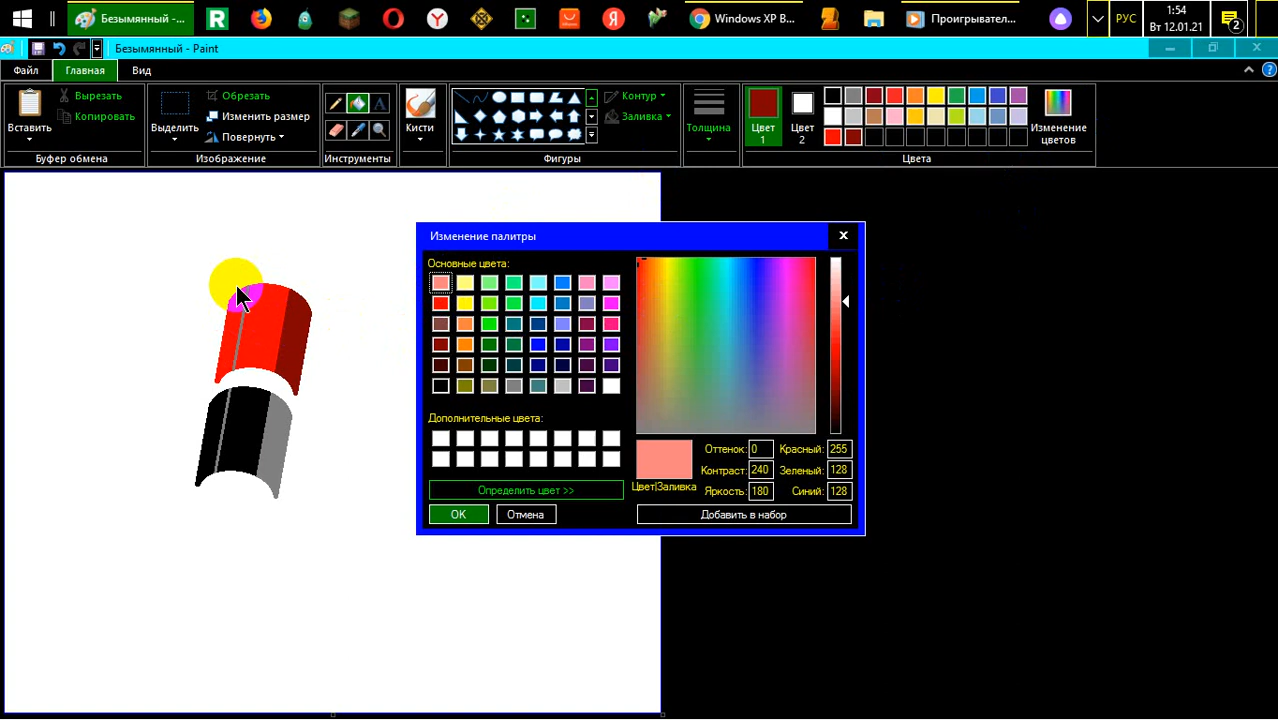 Безымянный -...
Windows XP B...
Проигрывател...
РУС
1:54
Вт 12.01.21
2
Безымянный - Paint
Файл
Главная
Вид
Вставить
Вырезать
Копировать
Буфер обмена
Выделить
Обрезать
Изменить размер
Повернуть
Изображение
A
Инструменты
Кисти
Контур
Заливка
Фигуры
Толщина
Цвет
1
Цвет
2
Изменение
цветов
Цвета
Изменение палитры
Основные цвета:
Дополнительные цвета:
Определить цвет >>
OK
Отмена
Цвет|Заливка
Оттенок: 0
Красный: 255
Контраст: 240
Зеленый: 128
Яркость: 180
Синий: 128
Добавить в набор